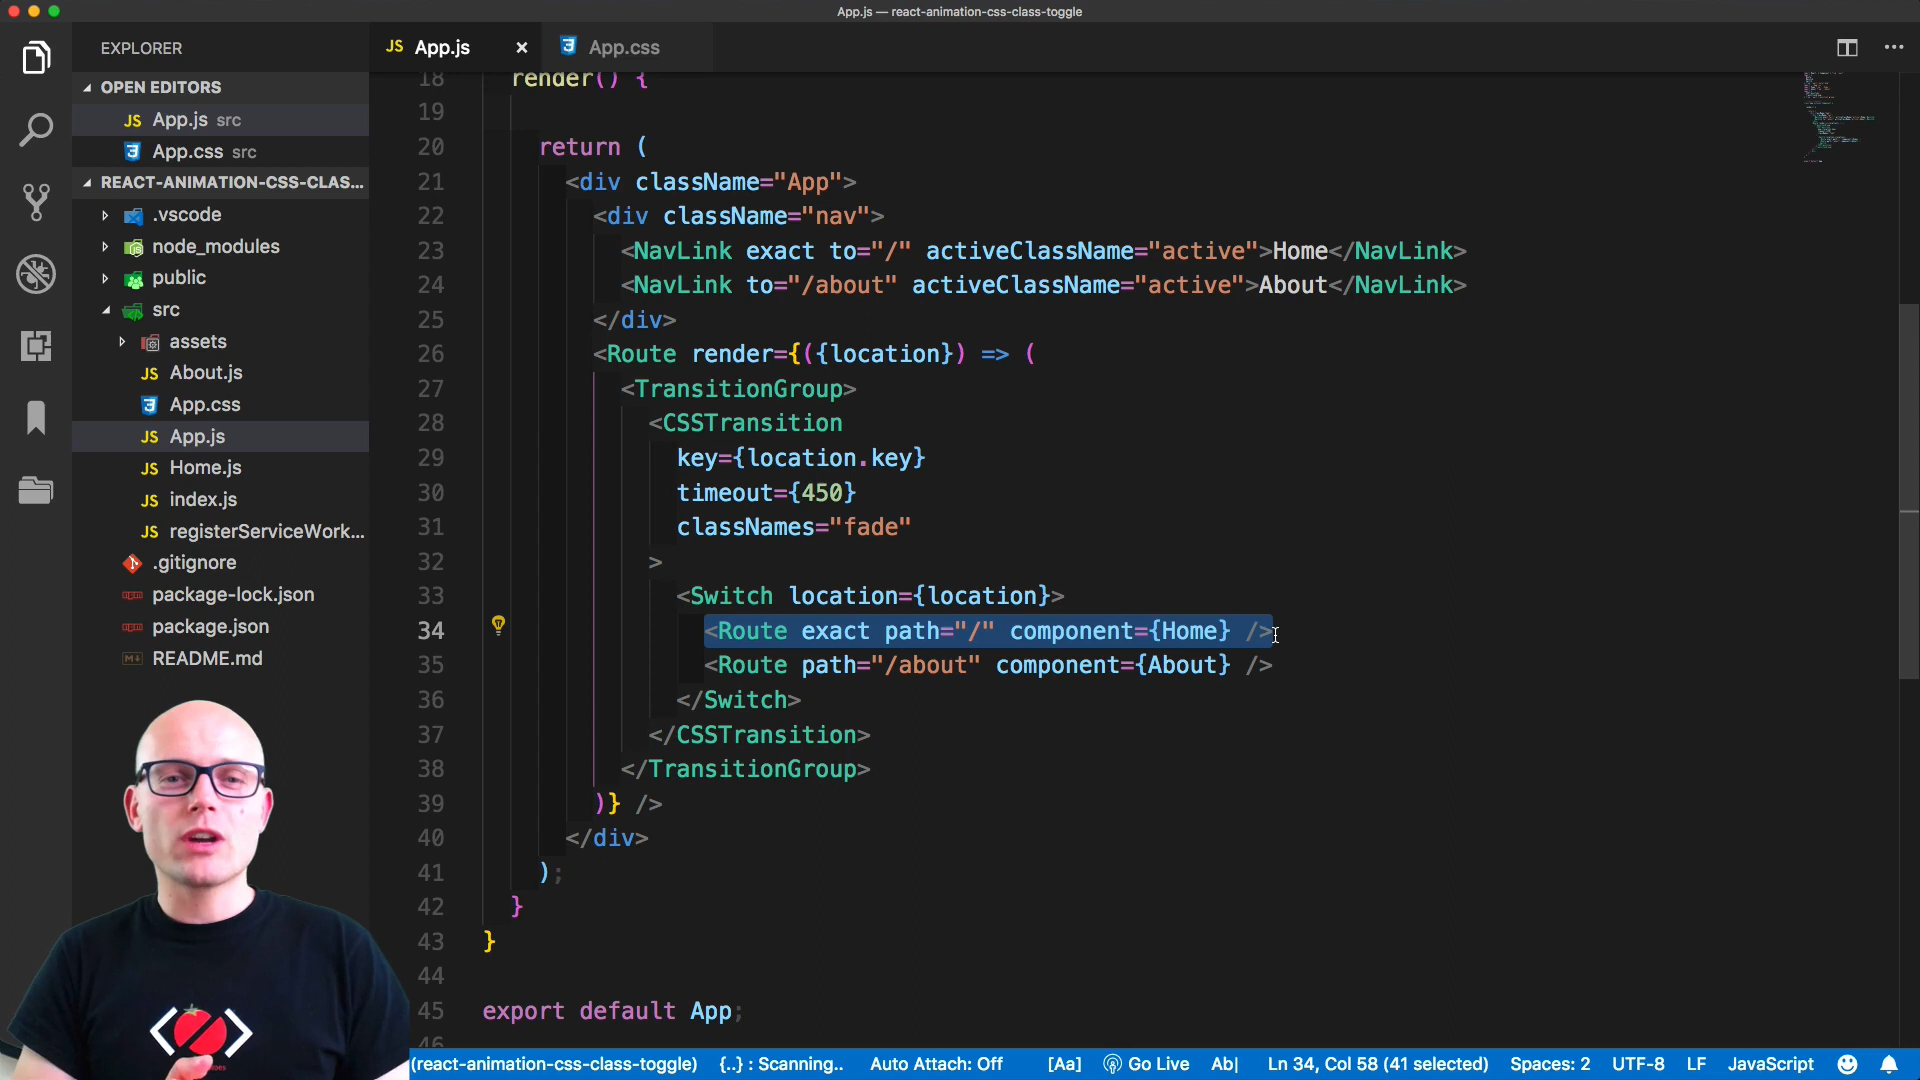 App.js — react-animation-css-class-toggle
EXPLORER
OPEN EDITORS
JS App.js src
App.css src
REACT-ANIMATION-CSS-CLAS...
.vscode
node_modules
public
src
assets
JS About.js
App.css
JS App.js
JS Home.js
JS index.js
JS registerServiceWork...
.gitignore
package-lock.json
package.json
README.md
JS App.js
App.css
18 render() {
19
20 return (
21 <div className="App">
22 <div className="nav">
23 <NavLink exact to="/" activeClassName="active">Home</NavLink>
24 <NavLink to="/about" activeClassName="active">About</NavLink>
25 </div>
26 <Route render={({location}) => (
27 <TransitionGroup>
28 <CSSTransition
29 key={location.key}
30 timeout={450}
31 classNames="fade"
32 >
33 <Switch location={location}>
34 <Route exact path="/" component={Home} />
35 <Route path="/about" component={About} />
36 </Switch>
37 </CSSTransition>
38 </TransitionGroup>
39 )} />
40 </div>
41 );
42 }
43 }
44
45 export default App;
46
(react-animation-css-class-toggle) {..} : Scanning.. Auto Attach: Off [Aa] Go Live Ab| Ln 34, Col 58 (41 selected) Spaces: 2 UTF-8 LF JavaScript